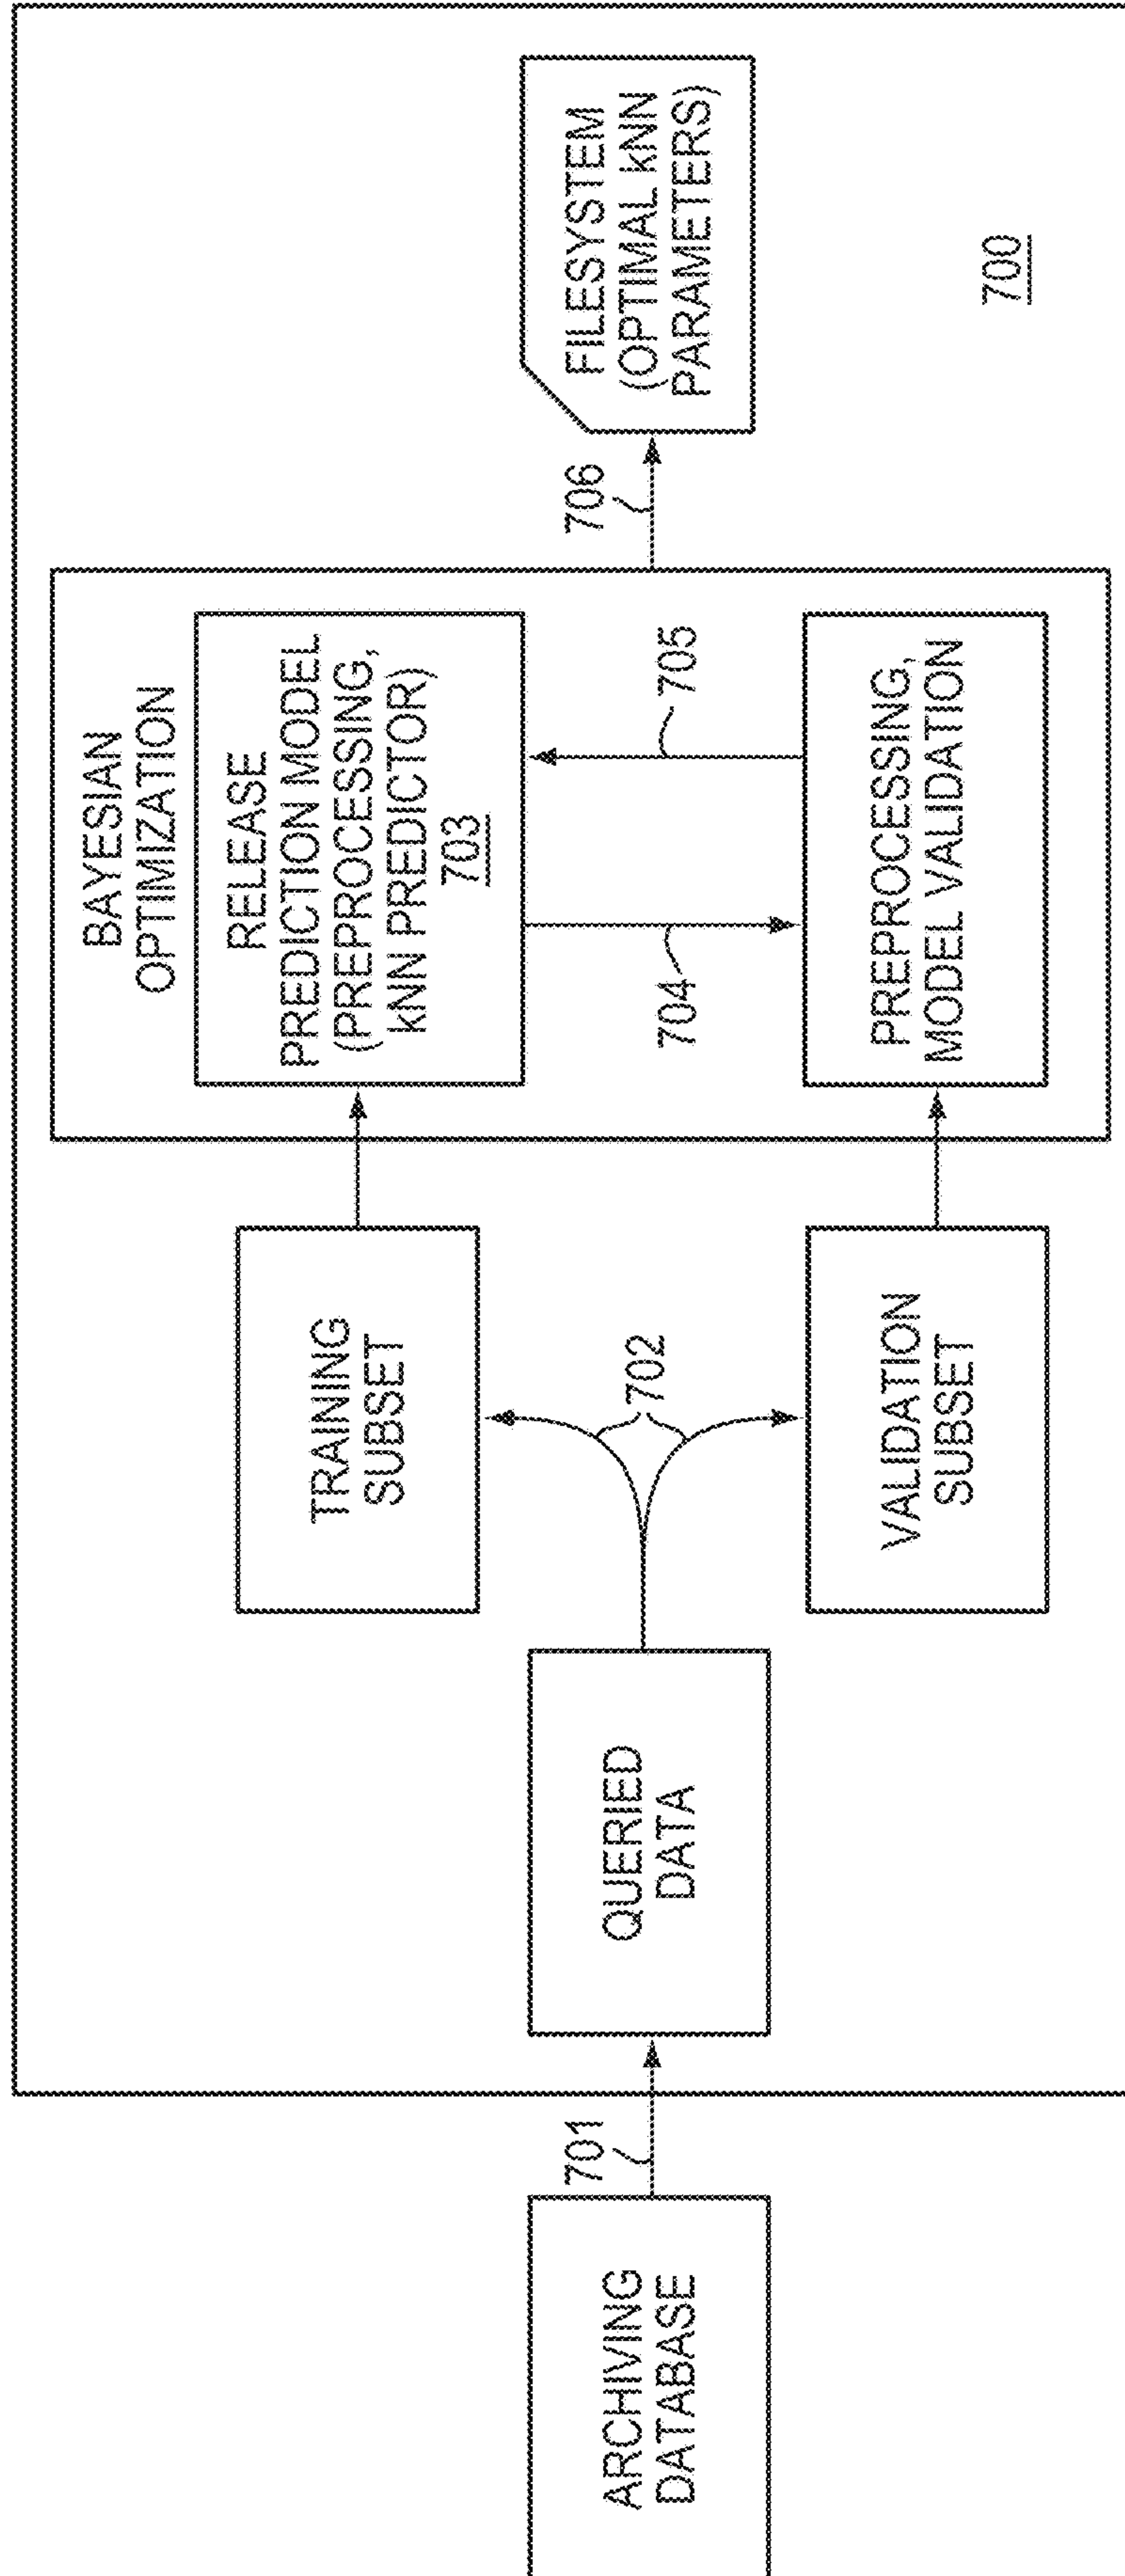 ARCHIVING
DATABASE
701
QUERIED
DATA
702
TRAINING
SUBSET
VALIDATION
SUBSET
BAYESIAN
OPTIMIZATION
RELEASE
PREDICTION MODEL
(PREPROCESSING,
kNN PREDICTOR)
703
704
705
PREPROCESSING,
MODEL VALIDATION
706
FILESYSTEM
(OPTIMAL kNN
PARAMETERS)
700